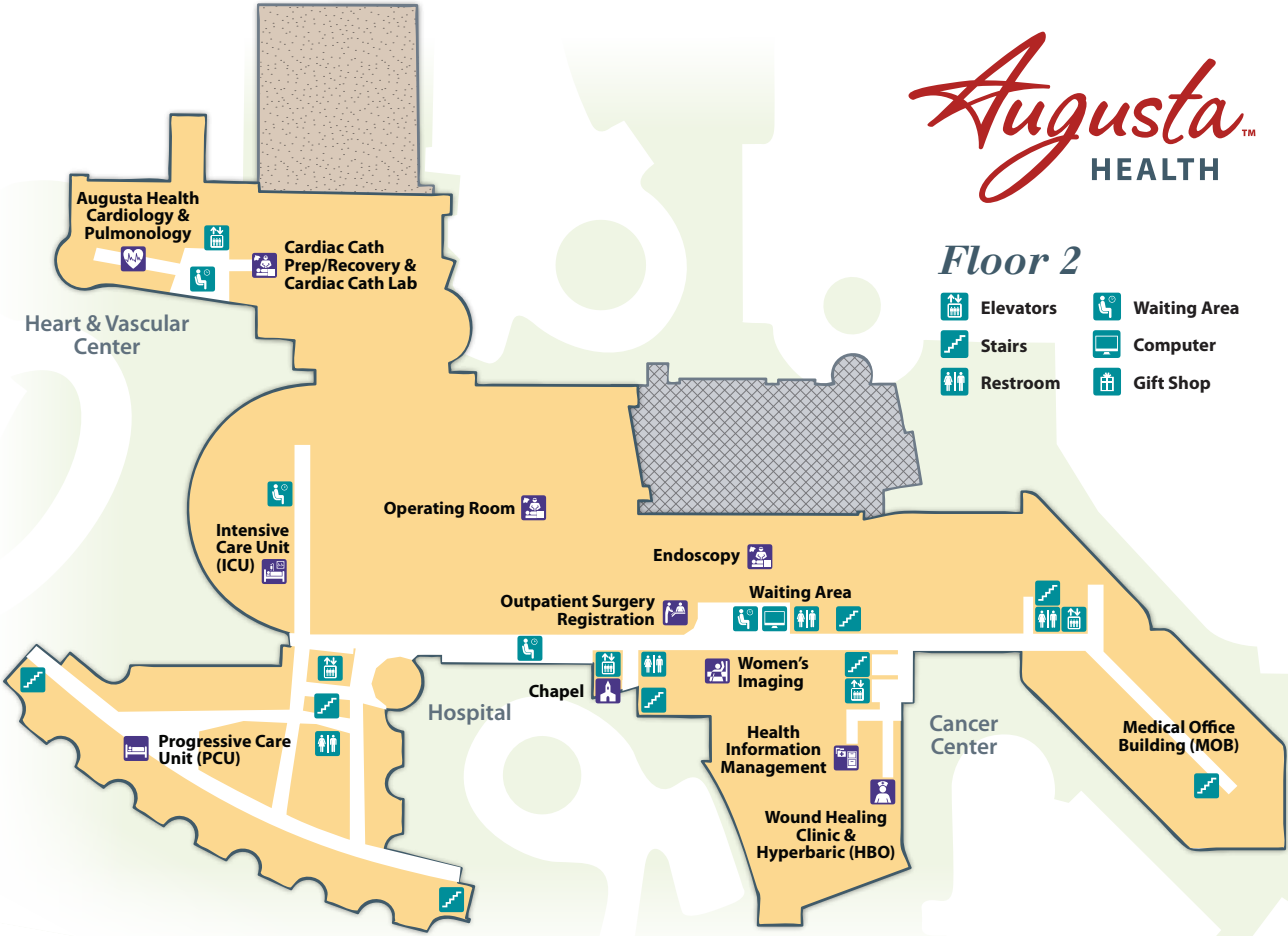 Augusta™
HEALTH
Floor 2
Elevators
Waiting Area
Stairs
Computer
Restroom
Gift Shop
Augusta Health
Cardiology &
Pulmonology
Cardiac Cath
Prep/Recovery &
Cardiac Cath Lab
Heart & Vascular
Center
Operating Room
Intensive
Care Unit
(ICU)
Endoscopy
Waiting Area
Outpatient Surgery
Registration
Women's
Imaging
Chapel
Hospital
Progressive Care
Unit (PCU)
Health
Information
Management
Cancer
Center
Medical Office
Building (MOB)
Wound Healing
Clinic &
Hyperbaric (HBO)